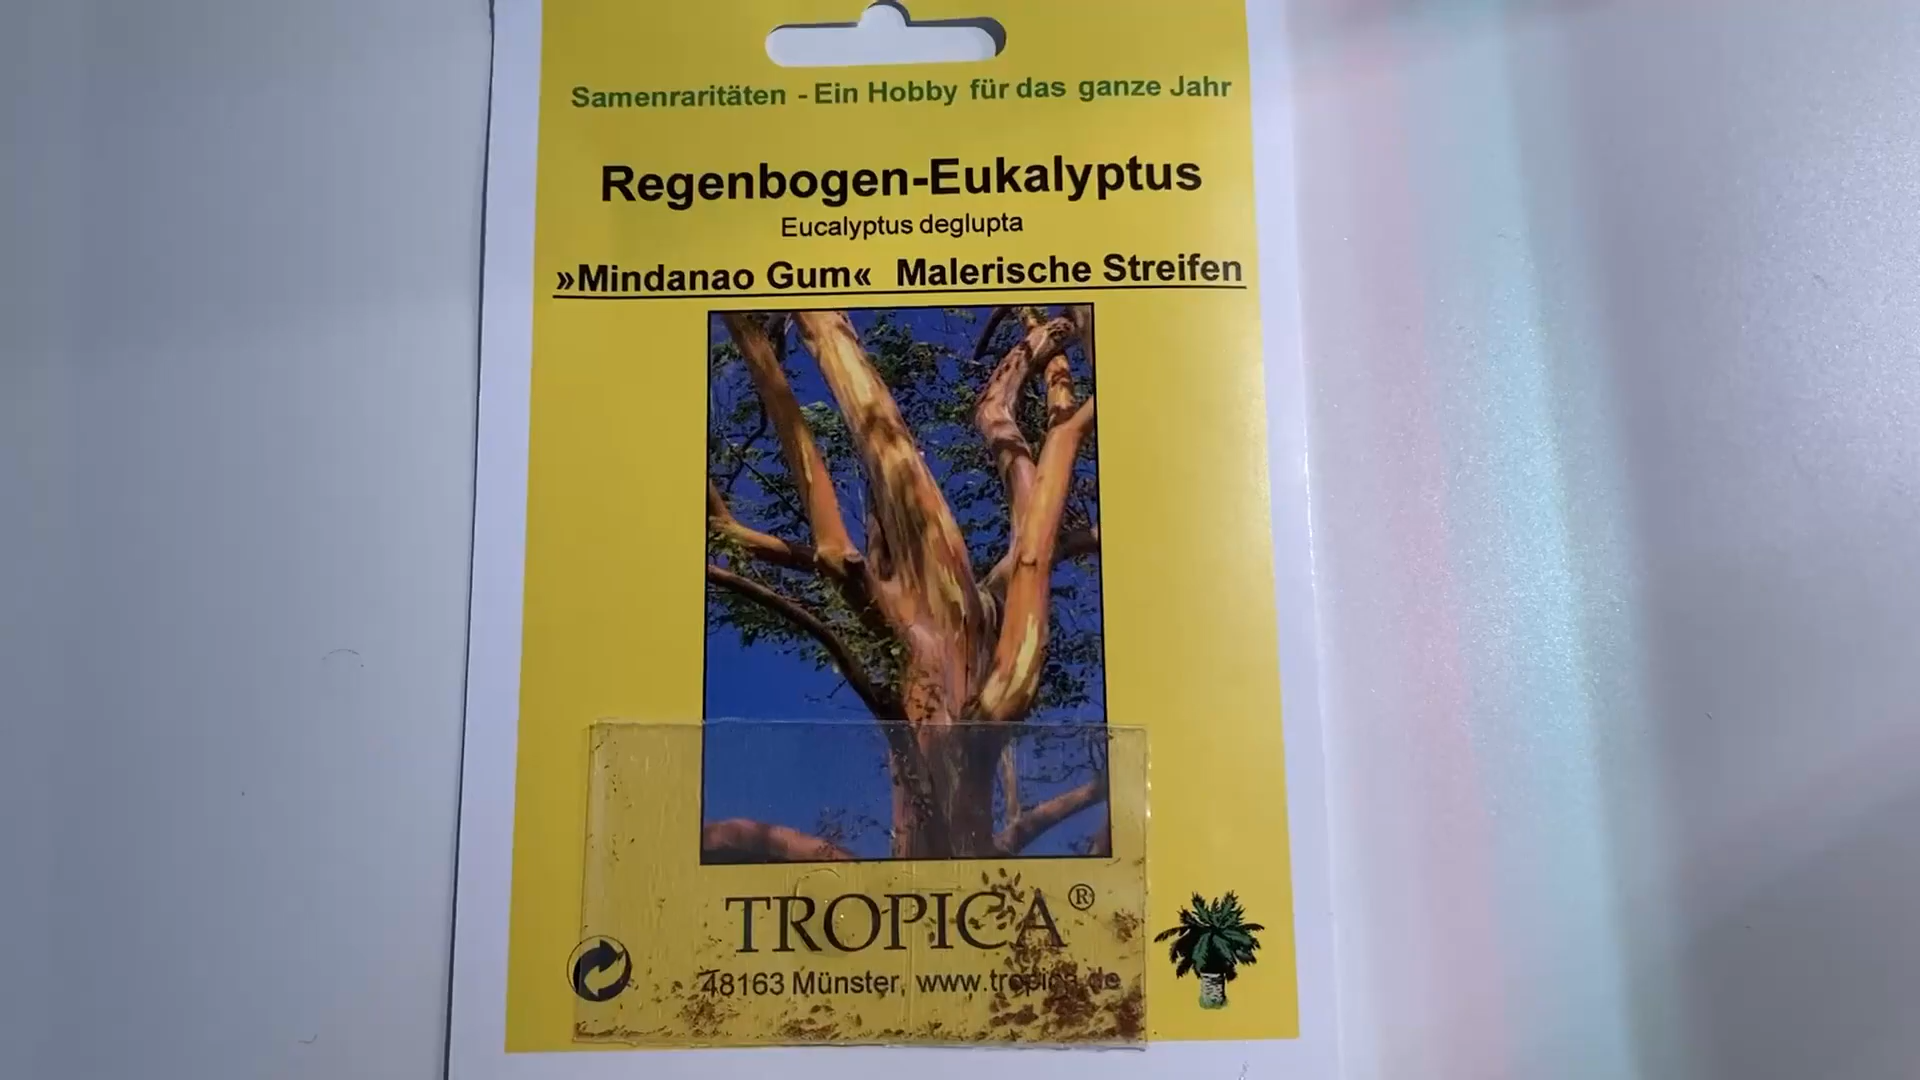 Samenraritäten - Ein Hobby für das ganze Jahr
Regenbogen-Eukalyptus
Eucalyptus deglupta
»Mindanao Gum« Malerische Streifen
TROPICA®
48163 Münster, www.tropica.de